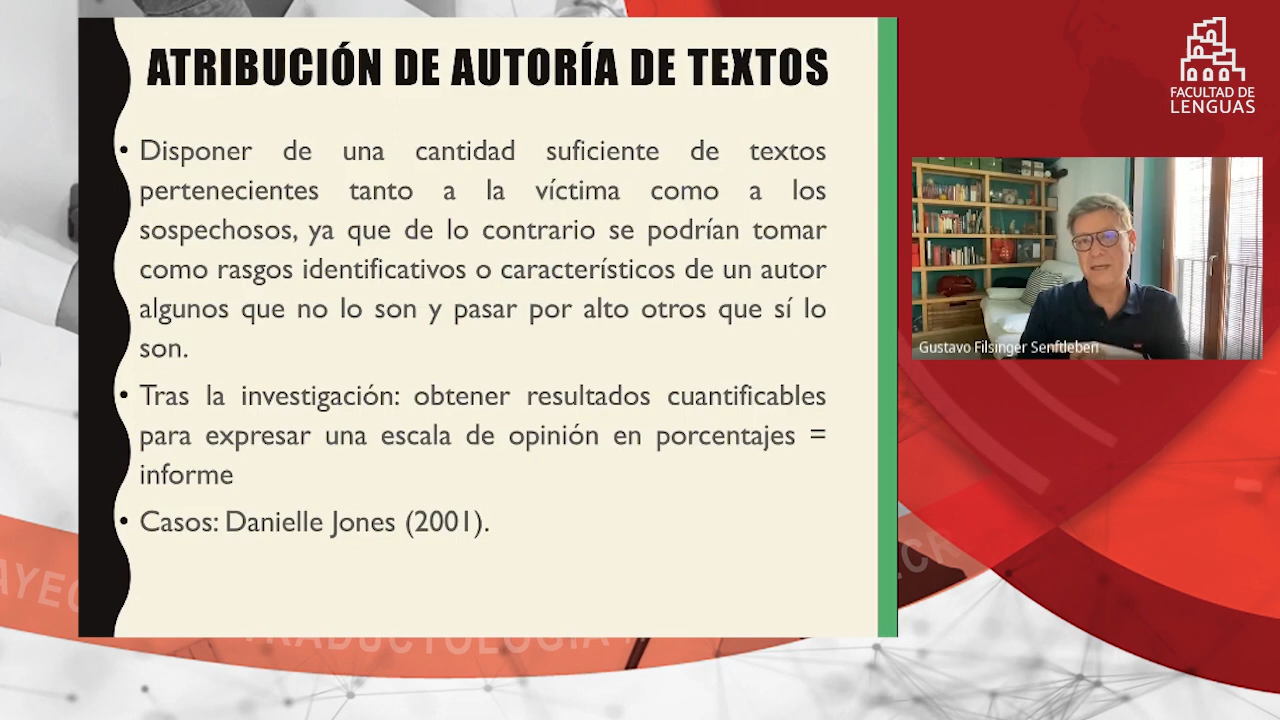 ATRIBUCIÓN DE AUTORÍA DE TEXTOS
• Disponer de una cantidad suficiente de textos
pertenecientes tanto a la víctima como a los
sospechosos, ya que de lo contrario se podrían tomar
como rasgos identificativos o característicos de un autor
algunos que no lo son y pasar por alto otros que sí lo
son.
• Tras la investigación: obtener resultados cuantificables
para expresar una escala de opinión en porcentajes =
informe
• Casos: Danielle Jones (2001).
FACULTAD DE
LENGUAS
Gustavo Filsinger Senftleben